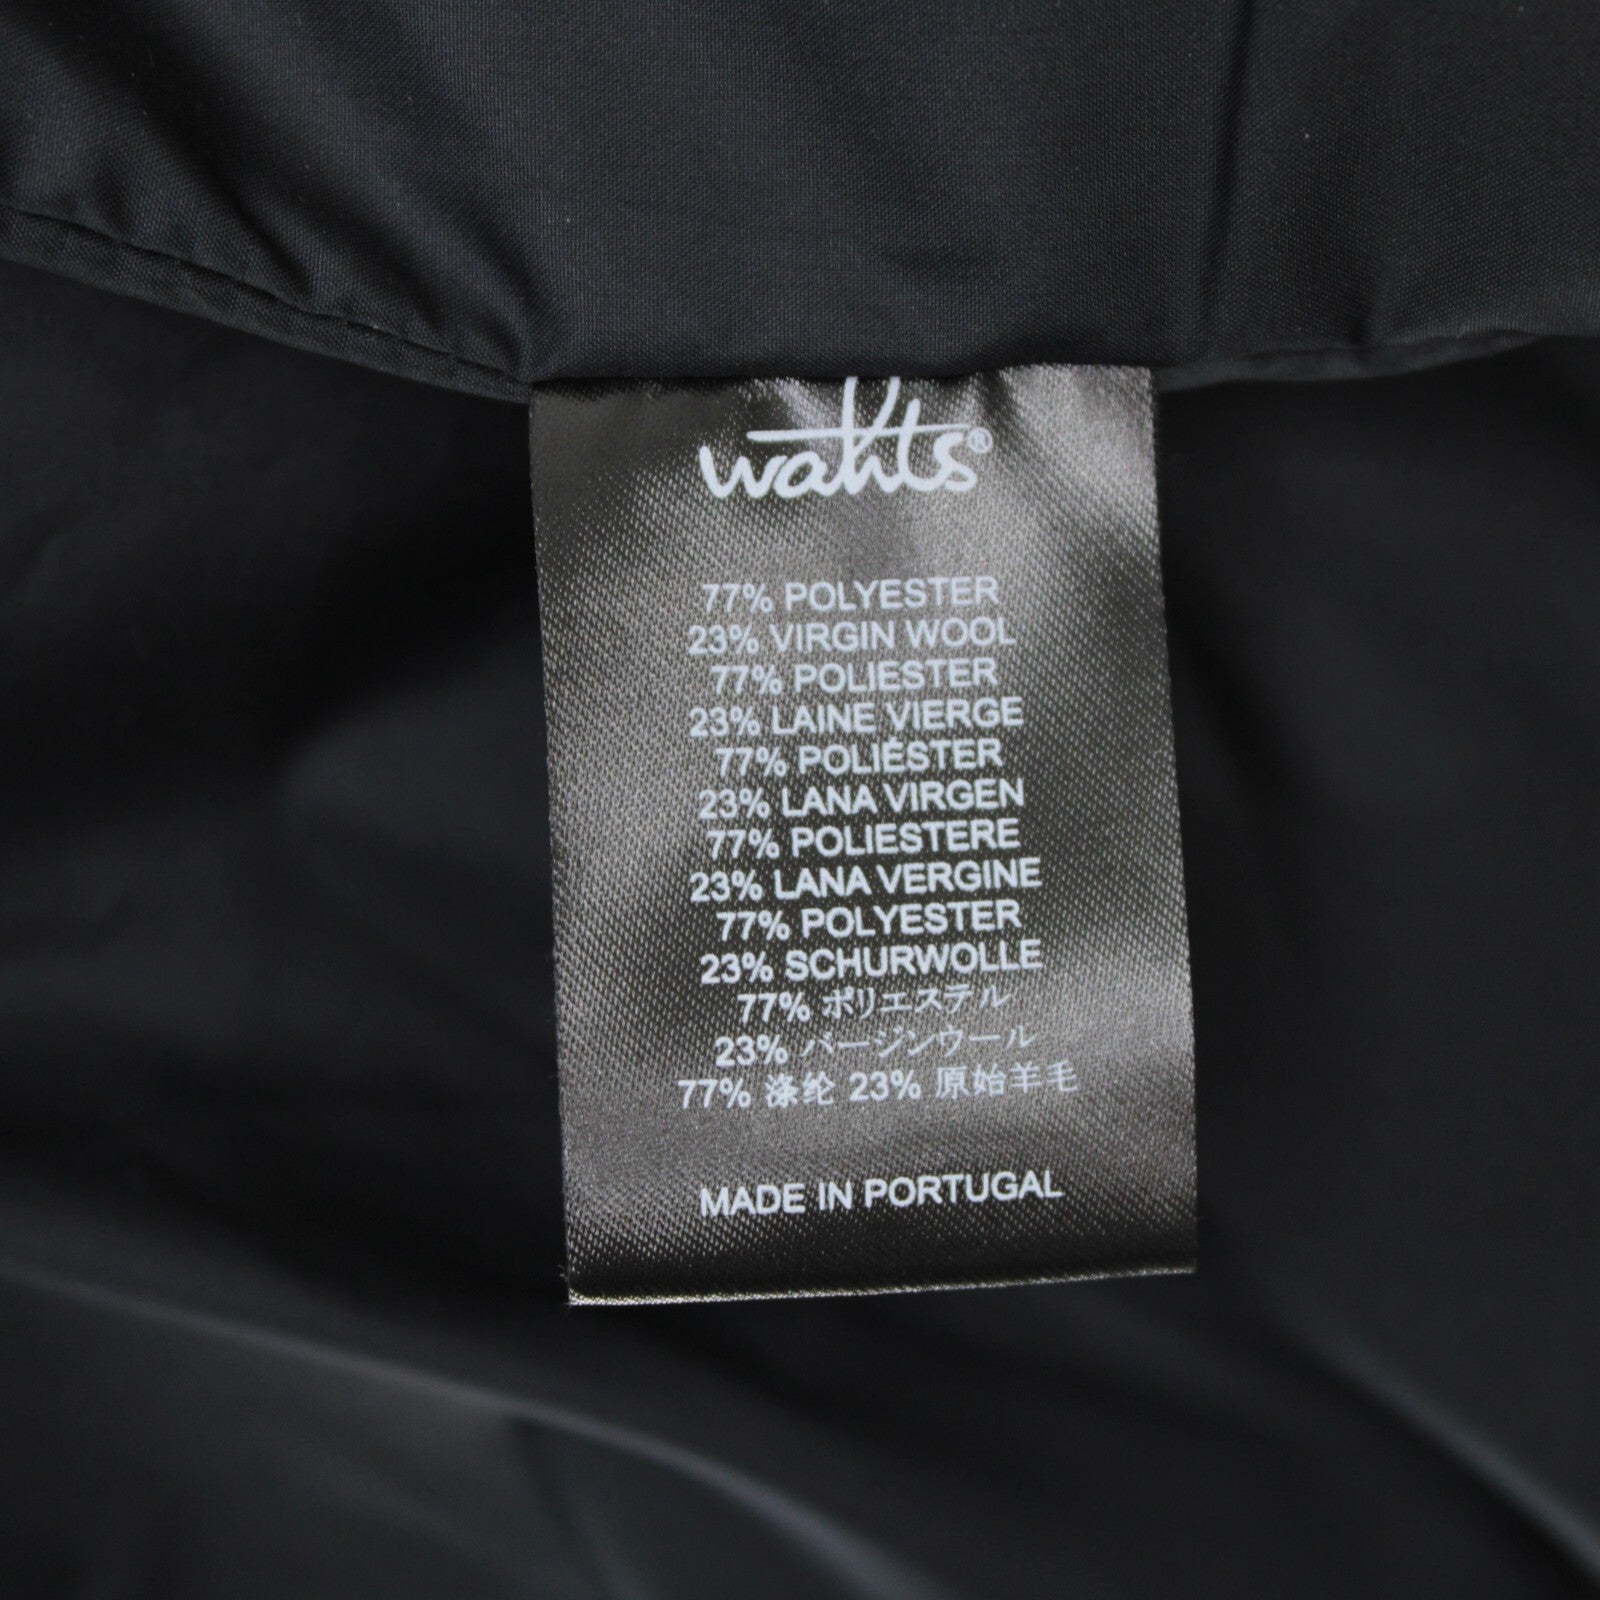 wahts®
77% POLYESTER
23% VIRGIN WOOL
77% POLIESTER
23% LAINE VIERGE
77% POLIÉSTER
23% LANA VIRGEN
77% POLIESTERE
23% LANA VERGINE
77% POLYESTER
23% SCHURWOLLE
77% ポリエステル
23% バージンウール
77% 涤纶 23% 原始羊毛
MADE IN PORTUGAL